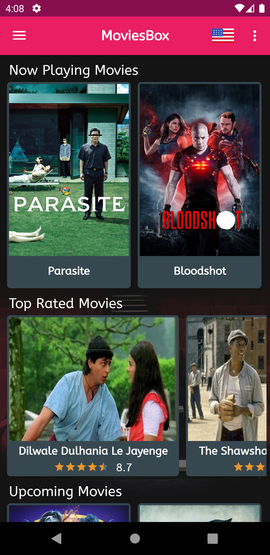 4:08
MoviesBox
Now Playing Movies
PARASITE
BLOODSHOT
Parasite
Bloodshot
Top Rated Movies
Dilwale Dulhania Le Jayenge
The Shawsha
8.7
Upcoming Movies